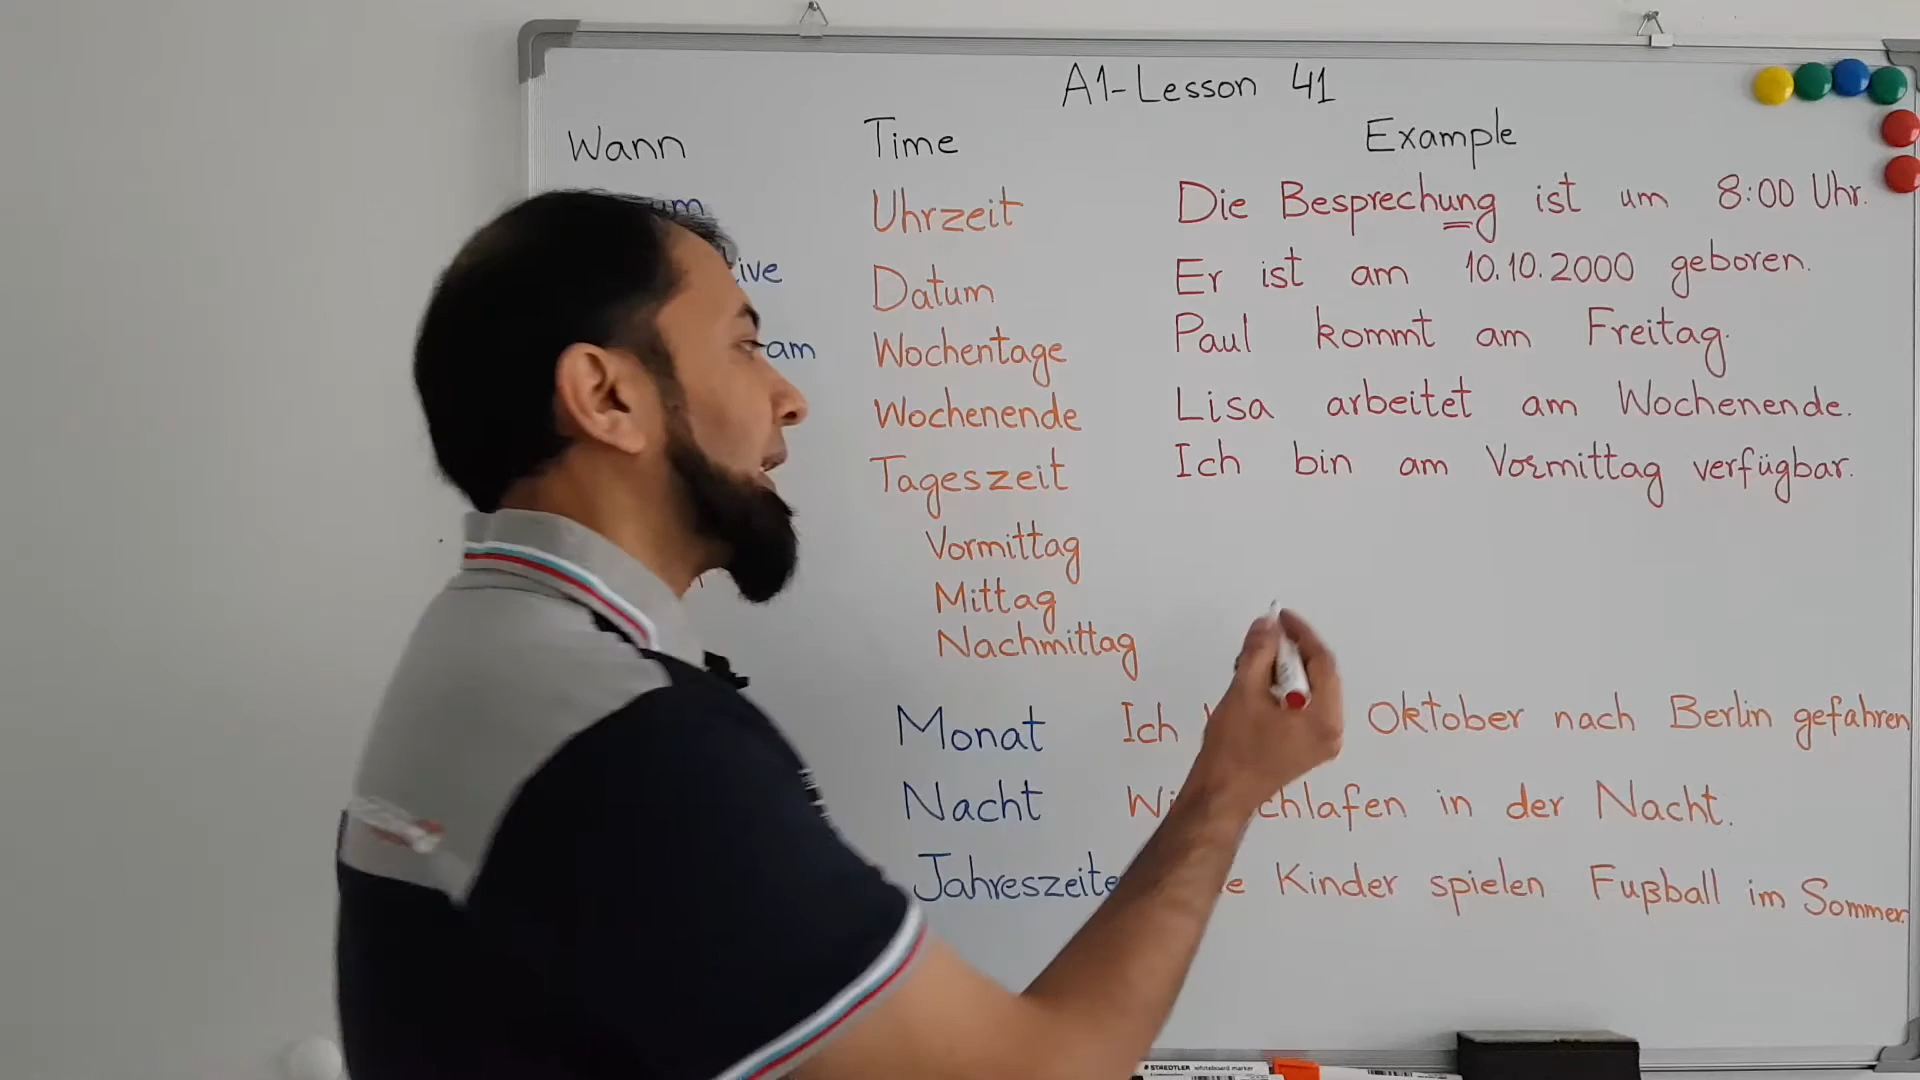 A1-Lesson 41
Wann Time Example
um Uhrzeit Die Besprechung ist um 8:00 Uhr.
Datum Er ist am 10.10.2000 geboren.
am Wochentage Paul kommt am Freitag.
Wochenende Lisa arbeitet am Wochenende.
Tageszeit Ich bin am Vormittag verfügbar.
Vormittag
Mittag
Nachmittag
Monat Ich Oktober nach Berlin gefahren
Nacht schlafen in der Nacht.
Kinder spielen Fußball im Sommer.
STAEDTLER whiteboard marker